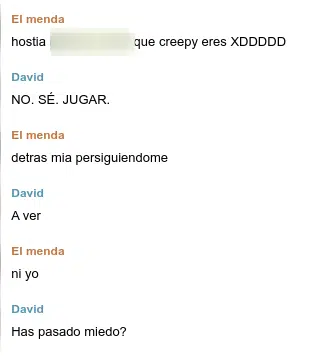 El menda
hostia que creepy eres XDDDDD
David
NO. SÉ. JUGAR.
El menda
detras mia persiguiendome
David
A ver
El menda
ni yo
David
Has pasado miedo?